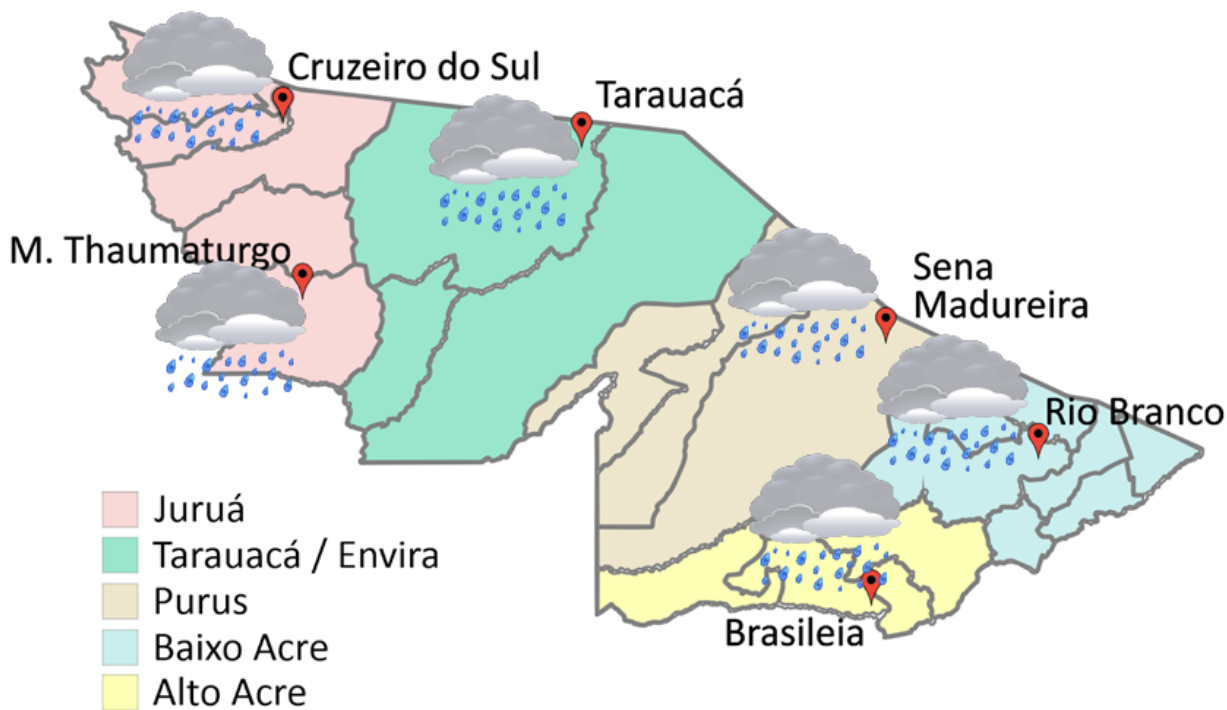 Cruzeiro do Sul
Tarauacá
M. Thaumaturgo
Sena
Madureira
Rio Branco
Brasileia
Juruá
Tarauacá / Envira
Purus
Baixo Acre
Alto Acre